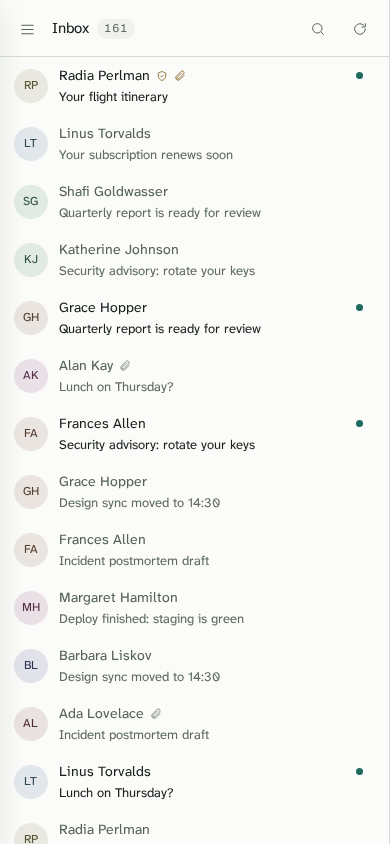 Inbox 161
RP
Radia Perlman
Your flight itinerary
LT
Linus Torvalds
Your subscription renews soon
SG
Shafi Goldwasser
Quarterly report is ready for review
KJ
Katherine Johnson
Security advisory: rotate your keys
GH
Grace Hopper
Quarterly report is ready for review
AK
Alan Kay
Lunch on Thursday?
FA
Frances Allen
Security advisory: rotate your keys
GH
Grace Hopper
Design sync moved to 14:30
FA
Frances Allen
Incident postmortem draft
MH
Margaret Hamilton
Deploy finished: staging is green
BL
Barbara Liskov
Design sync moved to 14:30
AL
Ada Lovelace
Incident postmortem draft
LT
Linus Torvalds
Lunch on Thursday?
RP
Radia Perlman